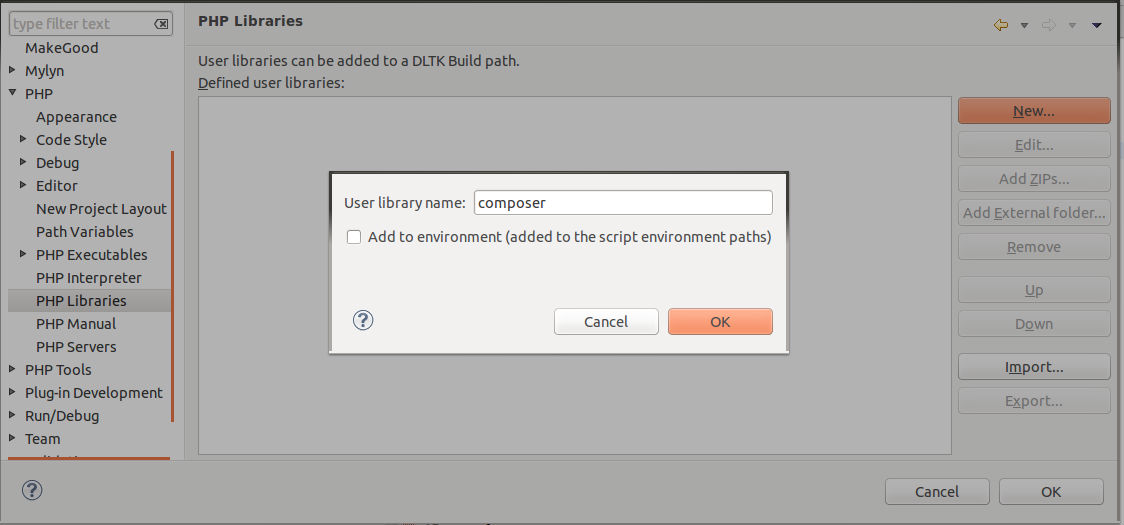 type filter text
MakeGood
Mylyn
PHP
Appearance
Code Style
Debug
Editor
New Project Layout
Path Variables
PHP Executables
PHP Interpreter
PHP Libraries
PHP Manual
PHP Servers
PHP Tools
Plug-in Development
Run/Debug
Team
PHP Libraries
User libraries can be added to a DLTK Build path.
Defined user libraries:
New...
Edit...
Add ZIPs...
Add External folder...
Remove
Up
Down
Import...
Export...
User library name: composer
Add to environment (added to the script environment paths)
?
Cancel OK
?
Cancel OK